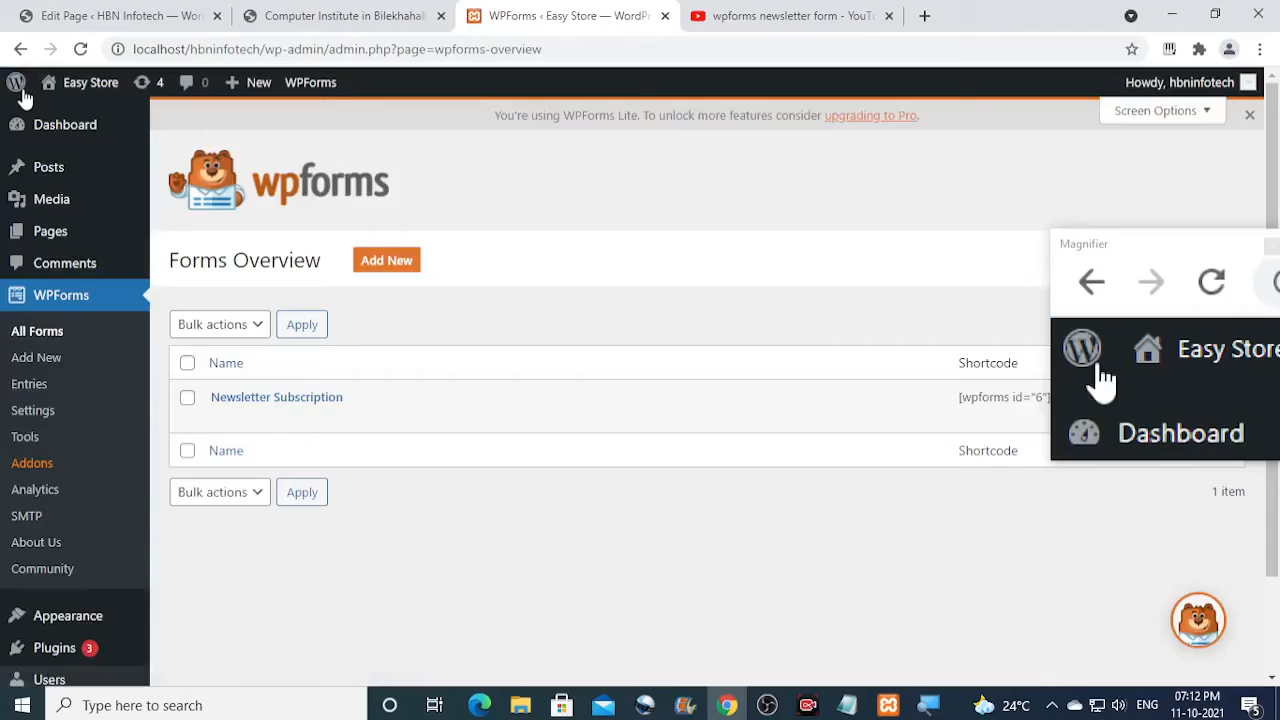 Edit Page ‹ HBN Infotech — Wor
Computer Institute in Bilekahall
WPForms ‹ Easy Store — WordPr
wpforms newsletter form - YouTu
localhost/hbninfotech/wp-admin/admin.php?page=wpforms-overview
Easy Store 4 0 New WPForms
Howdy, hbninfotech
You're using WPForms Lite. To unlock more features consider upgrading to Pro.
Screen Options
Dashboard
Posts
Media
Pages
Comments
WPForms
All Forms
Add New
Entries
Settings
Tools
Addons
Analytics
SMTP
About Us
Community
Appearance
Plugins 3
Users
wpforms
Forms Overview
Add New
Bulk actions Apply
Name Shortcode
Newsletter Subscription [wpforms id="6"]
Name Shortcode
Bulk actions Apply
1 item
Magnifier
Easy Store
Dashboard
Type here to search
24°C
ENG
07:12 PM
11-10-2021
5